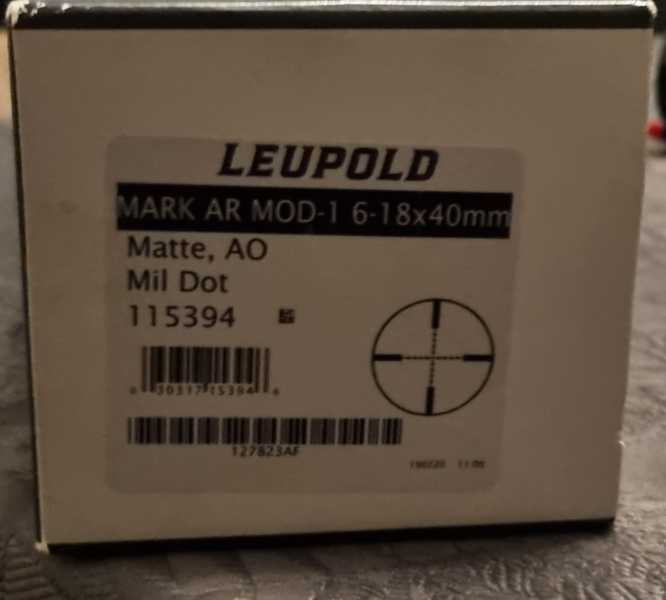 LEUPOLD
MARK AR MOD-1 6-18x40mm
Matte, AO
Mil Dot
115394
0 30317 15394 6
127823AF
190220 11:00